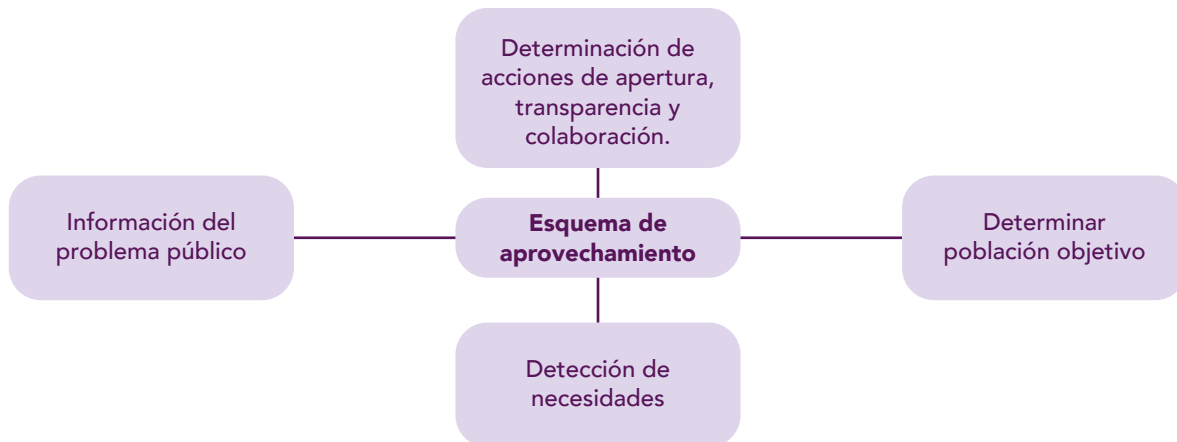 Determinación de
acciones de apertura,
transparencia y
colaboración.
Información del
problema público
Esquema de
aprovechamiento
Determinar
población objetivo
Detección de
necesidades